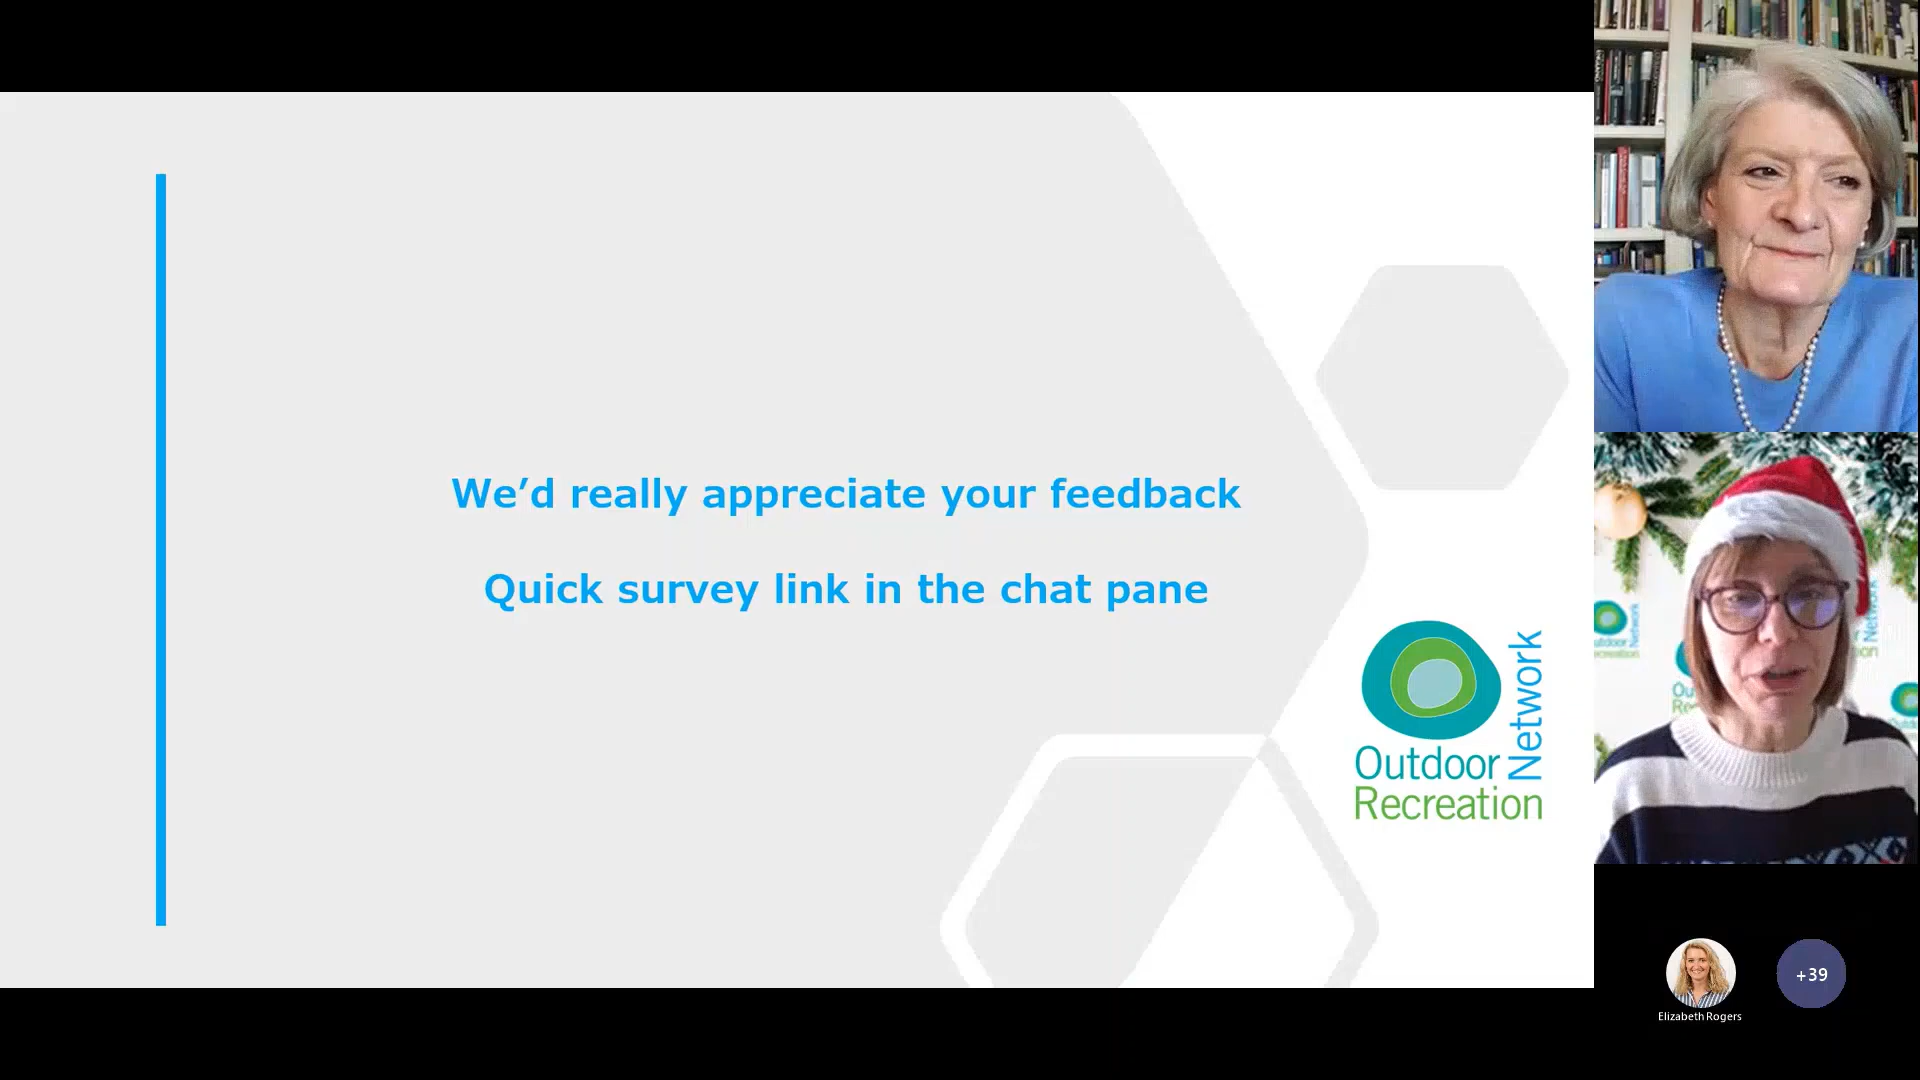 We’d really appreciate your feedback
Quick survey link in the chat pane
Outdoor
Recreation
Network
Elizabeth Rogers
+39